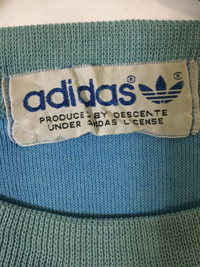 adidas ®
®
PRODUCED BY DESCENTE
UNDER ADIDAS LICENSE